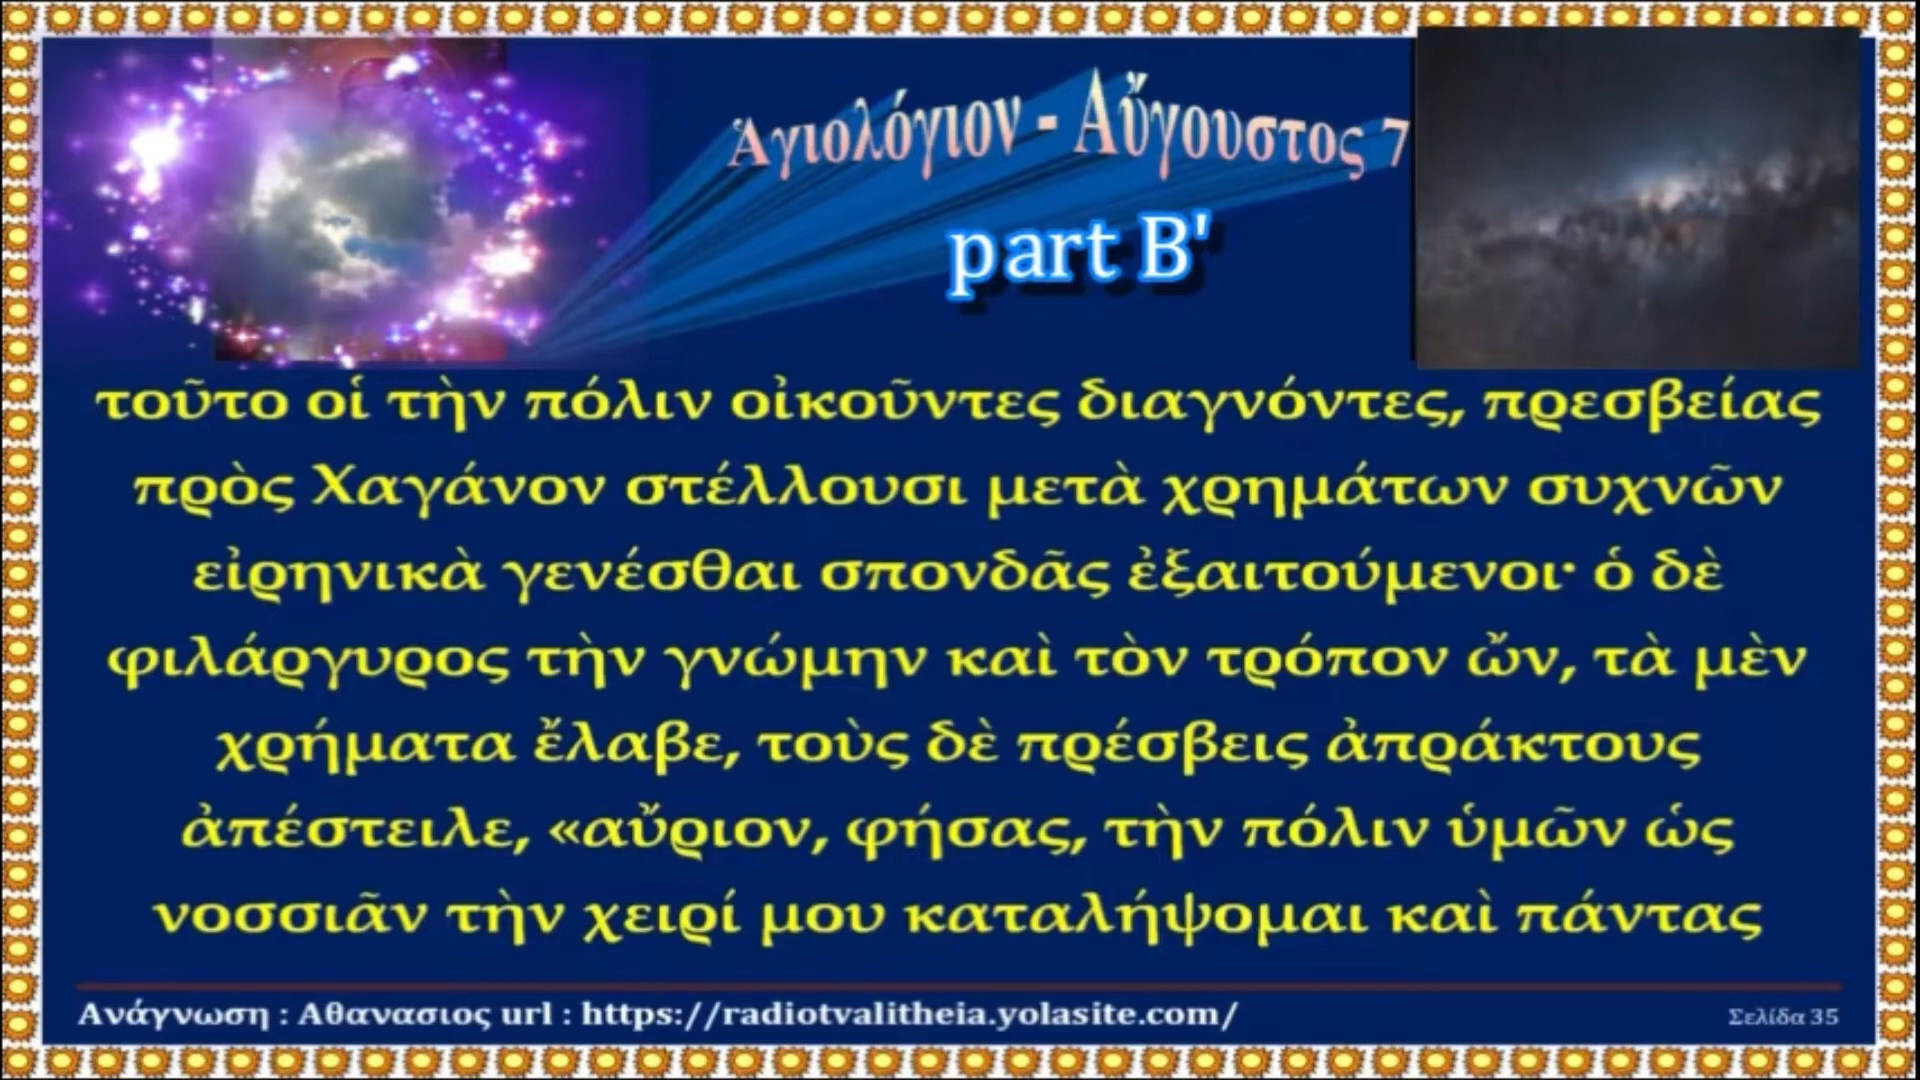 Ἁγιολόγιον - Αὔγουστος 7
part B'
τοῦτο οἱ τὴν πόλιν οἰκοῦντες διαγνόντες, πρεσβείας
πρὸς Χαγάνον στέλλουσι μετὰ χρημάτων συχνῶν
εἰρηνικὰ γενέσθαι σπονδᾶς ἐξαιτούμενοι· ὁ δὲ
φιλάργυρος τὴν γνώμην καὶ τὸν τρόπον ὤν, τὰ μὲν
χρήματα ἔλαβε, τοὺς δὲ πρέσβεις ἀπράκτους
ἀπέστειλε, «αὔριον, φήσας, τὴν πόλιν ὑμῶν ὡς
νοσσιᾶν τὴν χειρί μου καταλήψομαι καὶ πάντας
Ανάγνωση : Αθανασιος url : https://radiotvalitheia.yolasite.com/
Σελίδα 35